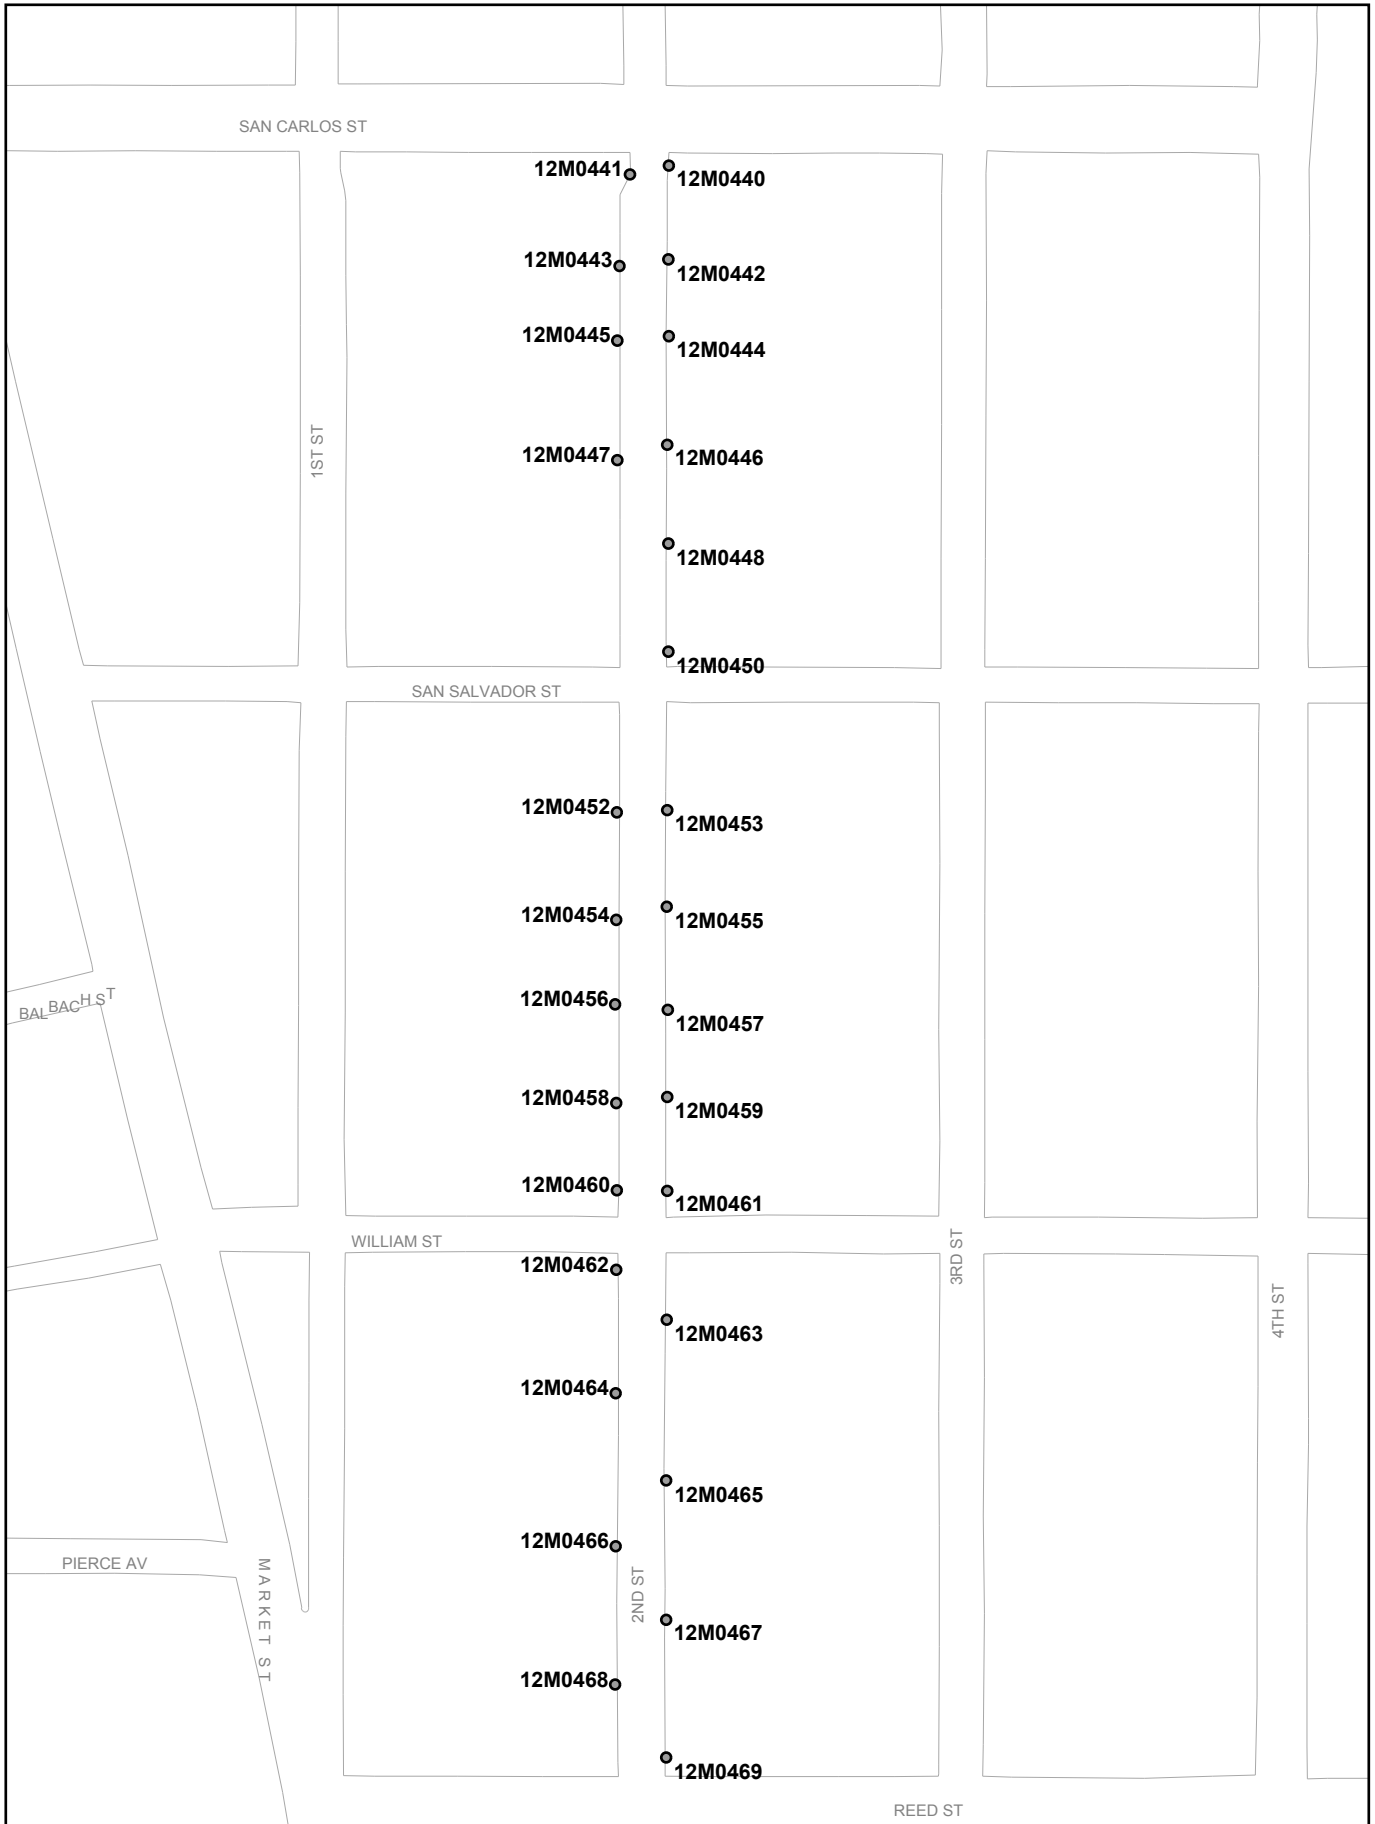 SAN CARLOS ST
12M0441
12M0440
12M0443
12M0442
12M0445
12M0444
1ST ST
12M0447
12M0446
12M0448
12M0450
SAN SALVADOR ST
12M0452
12M0453
12M0454
12M0455
BALBACH ST
12M0456
12M0457
12M0458
12M0459
12M0460
12M0461
WILLIAM ST
3RD ST
12M0462
4TH ST
12M0463
12M0464
12M0465
12M0466
PIERCE AV
MARKET ST
2ND ST
12M0467
12M0468
12M0469
REED ST